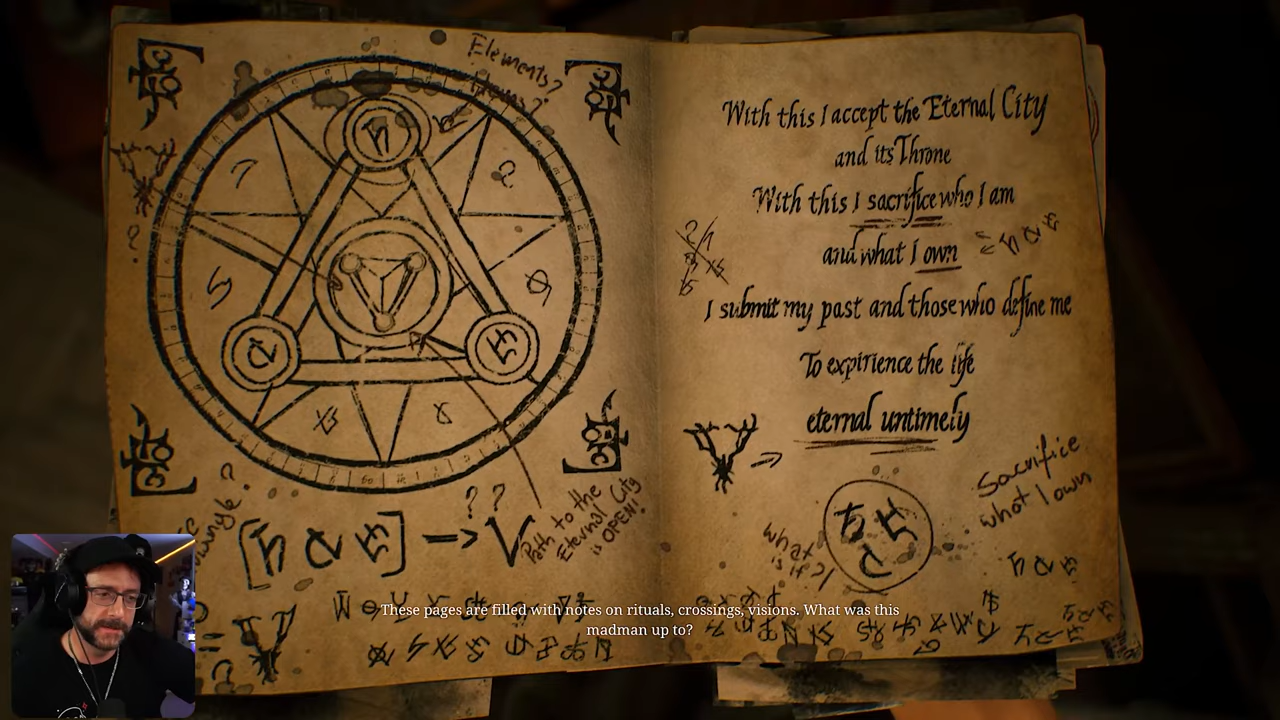 Elements?
Items?
With this I accept the Eternal City
and its Throne
With this I sacrifice who I am
and what I own
I submit my past and those who define me
To expirience the life
eternal untimely
Sacrifice
what I own
what
is it?!
Path to the
Eternal City
is OPEN!
??
These pages are filled with notes on rituals, crossings, visions. What was this
madman up to?